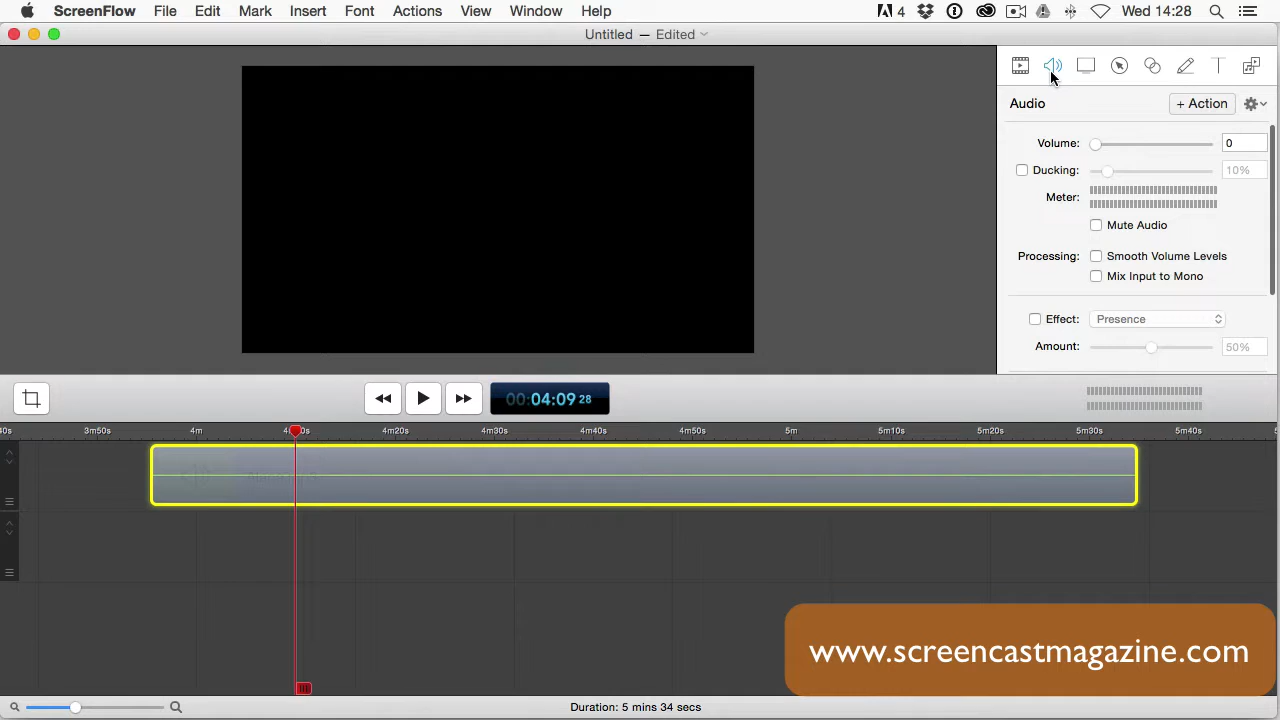 ScreenFlow File Edit Mark Insert Font Actions View Window Help 4 Wed 14:28
Untitled — Edited
Audio + Action
Volume: 0
Ducking: 10%
Meter:
Mute Audio
Processing: Smooth Volume Levels
Mix Input to Mono
Effect: Presence
Amount: 50%
00:04:09 28
3m50s 4m 4m20s 4m30s 4m40s 4m50s 5m 5m10s 5m20s 5m30s 5m40s
www.screencastmagazine.com
Duration: 5 mins 34 secs